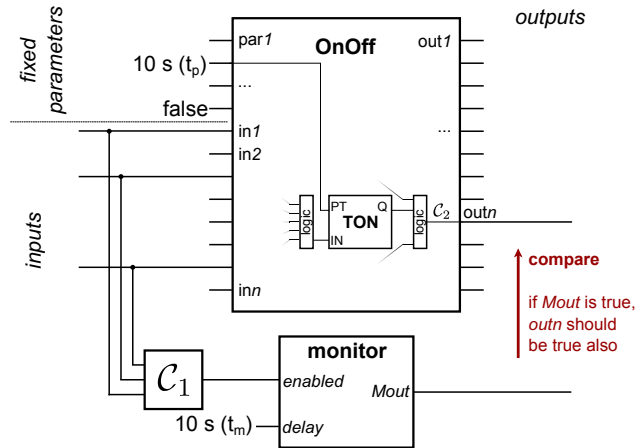 fixed parameters
inputs
outputs
OnOff
par1
out1
10 s (tp)
...
false
in1
...
in2
PT
Q
TON
IN
logic
logic
C2
outn
inn
compare
if Mout is true,
outn should
be true also
monitor
C1
enabled
Mout
10 s (tm)
delay